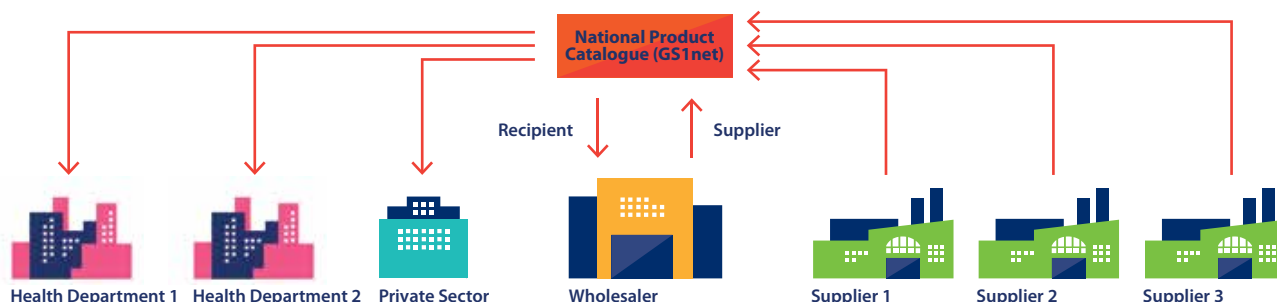 National Product
Catalogue (GS1net)
Recipient
Supplier
Health Department 1
Health Department 2
Private Sector
Wholesaler
Supplier 1
Supplier 2
Supplier 3